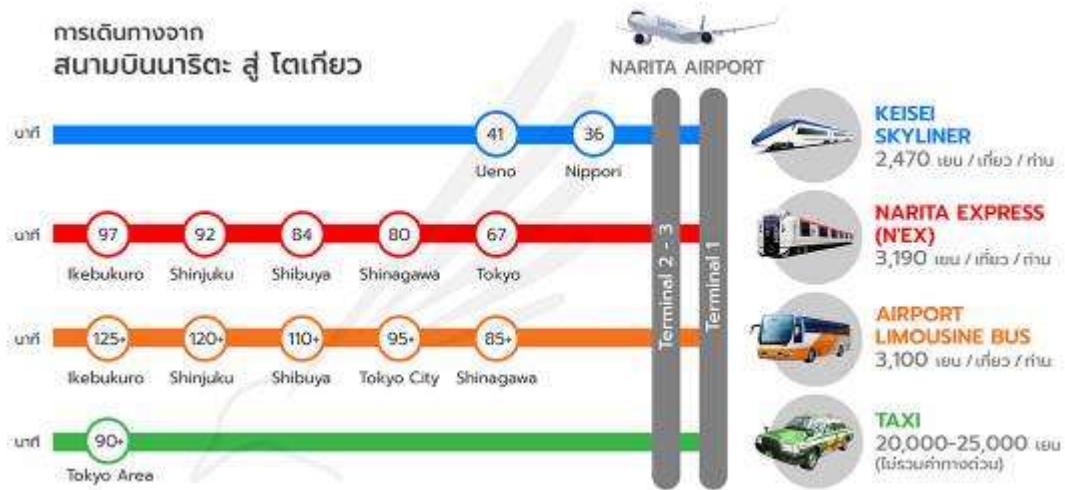 การเดินทางจาก
สนามบินนาริตะ สู่ โตเกียว
NARITA AIRPORT
นาที
41
36
Ueno
Nippori
KEISEI
SKYLINER
2,470 เยน / เที่ยว / ท่าน
นาที
97
92
84
80
67
Ikebukuro
Shinjuku
Shibuya
Shinagawa
Tokyo
NARITA EXPRESS
(N'EX)
3,190 เยน / เที่ยว / ท่าน
นาที
125+
120+
110+
95+
85+
Ikebukuro
Shinjuku
Shibuya
Tokyo City
Shinagawa
AIRPORT
LIMOUSINE BUS
3,100 เยน / เที่ยว / ท่าน
นาที
90+
Tokyo Area
TAXI
20,000-25,000 เยน
(ไม่รวมค่าทางด่วน)
Terminal 2 - 3
Terminal 1